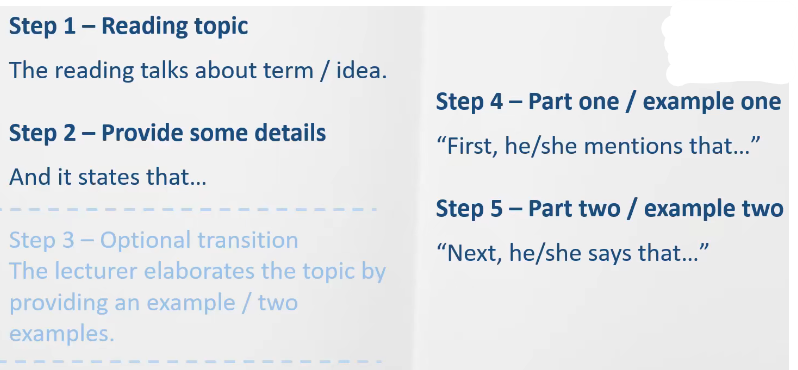 Step 1 – Reading topic
The reading talks about term / idea.
Step 2 – Provide some details
And it states that...
Step 3 – Optional transition
The lecturer elaborates the topic by
providing an example / two
examples.
Step 4 – Part one / example one
“First, he/she mentions that...”
Step 5 – Part two / example two
“Next, he/she says that...”